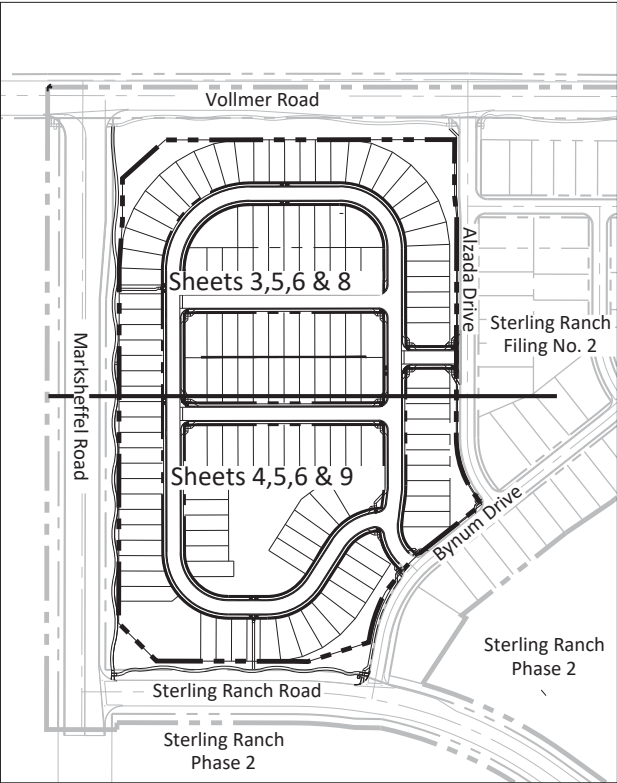 Vollmer Road
Sheets 3,5,6 & 8
Alzada Drive
Sterling Ranch
Filing No. 2
Marksheffel Road
Sheets 4,5,6 & 9
Bynum Drive
Sterling Ranch
Phase 2
Sterling Ranch Road
Sterling Ranch
Phase 2